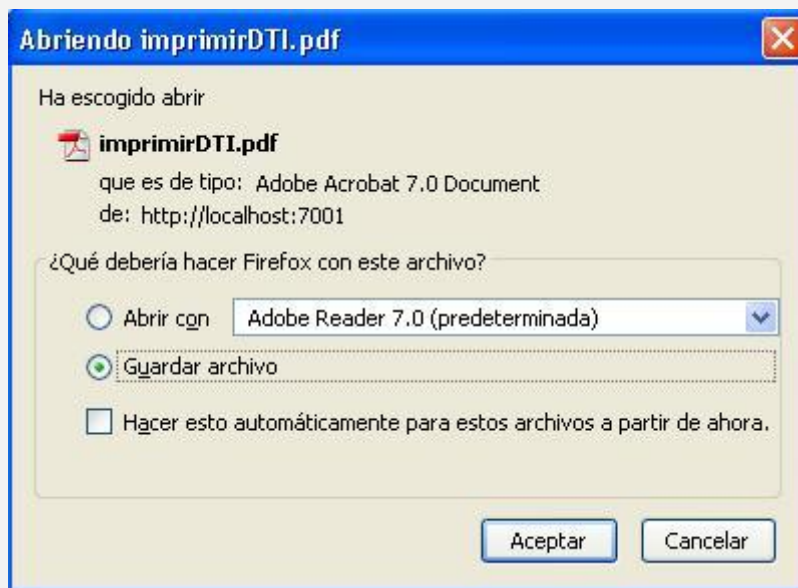 Abriendo imprimirDTI.pdf
Ha escogido abrir
imprimirDTI.pdf
que es de tipo: Adobe Acrobat 7.0 Document
de: http://localhost:7001
¿Qué debería hacer Firefox con este archivo?
Abrir con Adobe Reader 7.0 (predeterminada)
Guardar archivo
Hacer esto automáticamente para estos archivos a partir de ahora.
Aceptar Cancelar